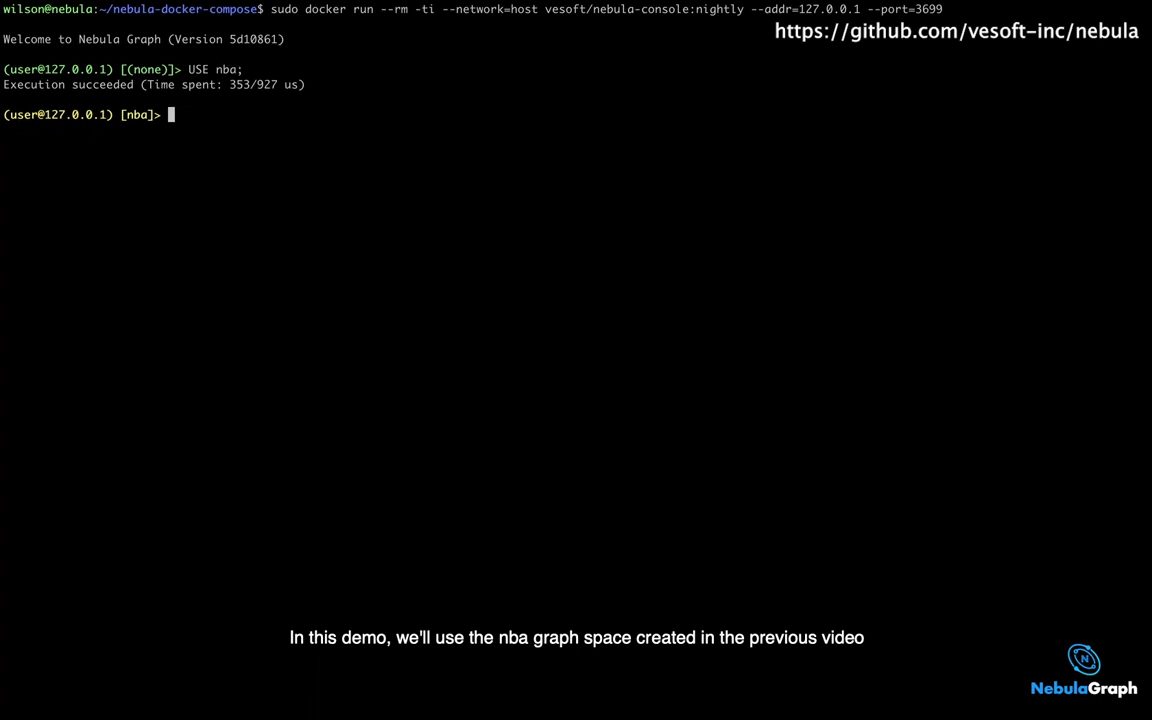 wilson@nebula:~/nebula-docker-compose$ sudo docker run --rm -ti --network=host vesoft/nebula-console:nightly --addr=127.0.0.1 --port=3699
https://github.com/vesoft-inc/nebula
Welcome to Nebula Graph (Version 5d10861)
(user@127.0.0.1) [(none)]> USE nba;
Execution succeeded (Time spent: 353/927 us)
(user@127.0.0.1) [nba]>
In this demo, we'll use the nba graph space created in the previous video
N
NebulaGraph